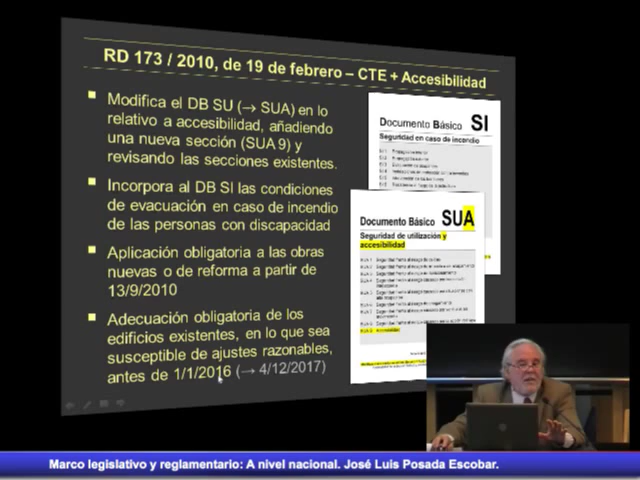 RD 173 / 2010, de 19 de febrero – CTE + Accesibilidad
Modifica el DB SU (→ SUA) en lo
relativo a accesibilidad, añadiendo
una nueva sección (SUA 9) y
revisando las secciones existentes.
Incorpora al DB SI las condiciones
de evacuación en caso de incendio
de las personas con discapacidad
Aplicación obligatoria a las obras
nuevas o de reforma a partir de
13/9/2010
Adecuación obligatoria de los
edificios existentes, en lo que sea
susceptible de ajustes razonables,
antes de 1/1/2016 (→ 4/12/2017)
Documento Básico SI
Seguridad en caso de incendio
Documento Básico SUA
Seguridad de utilización y
accesibilidad
Marco legislativo y reglamentario: A nivel nacional. José Luis Posada Escobar.